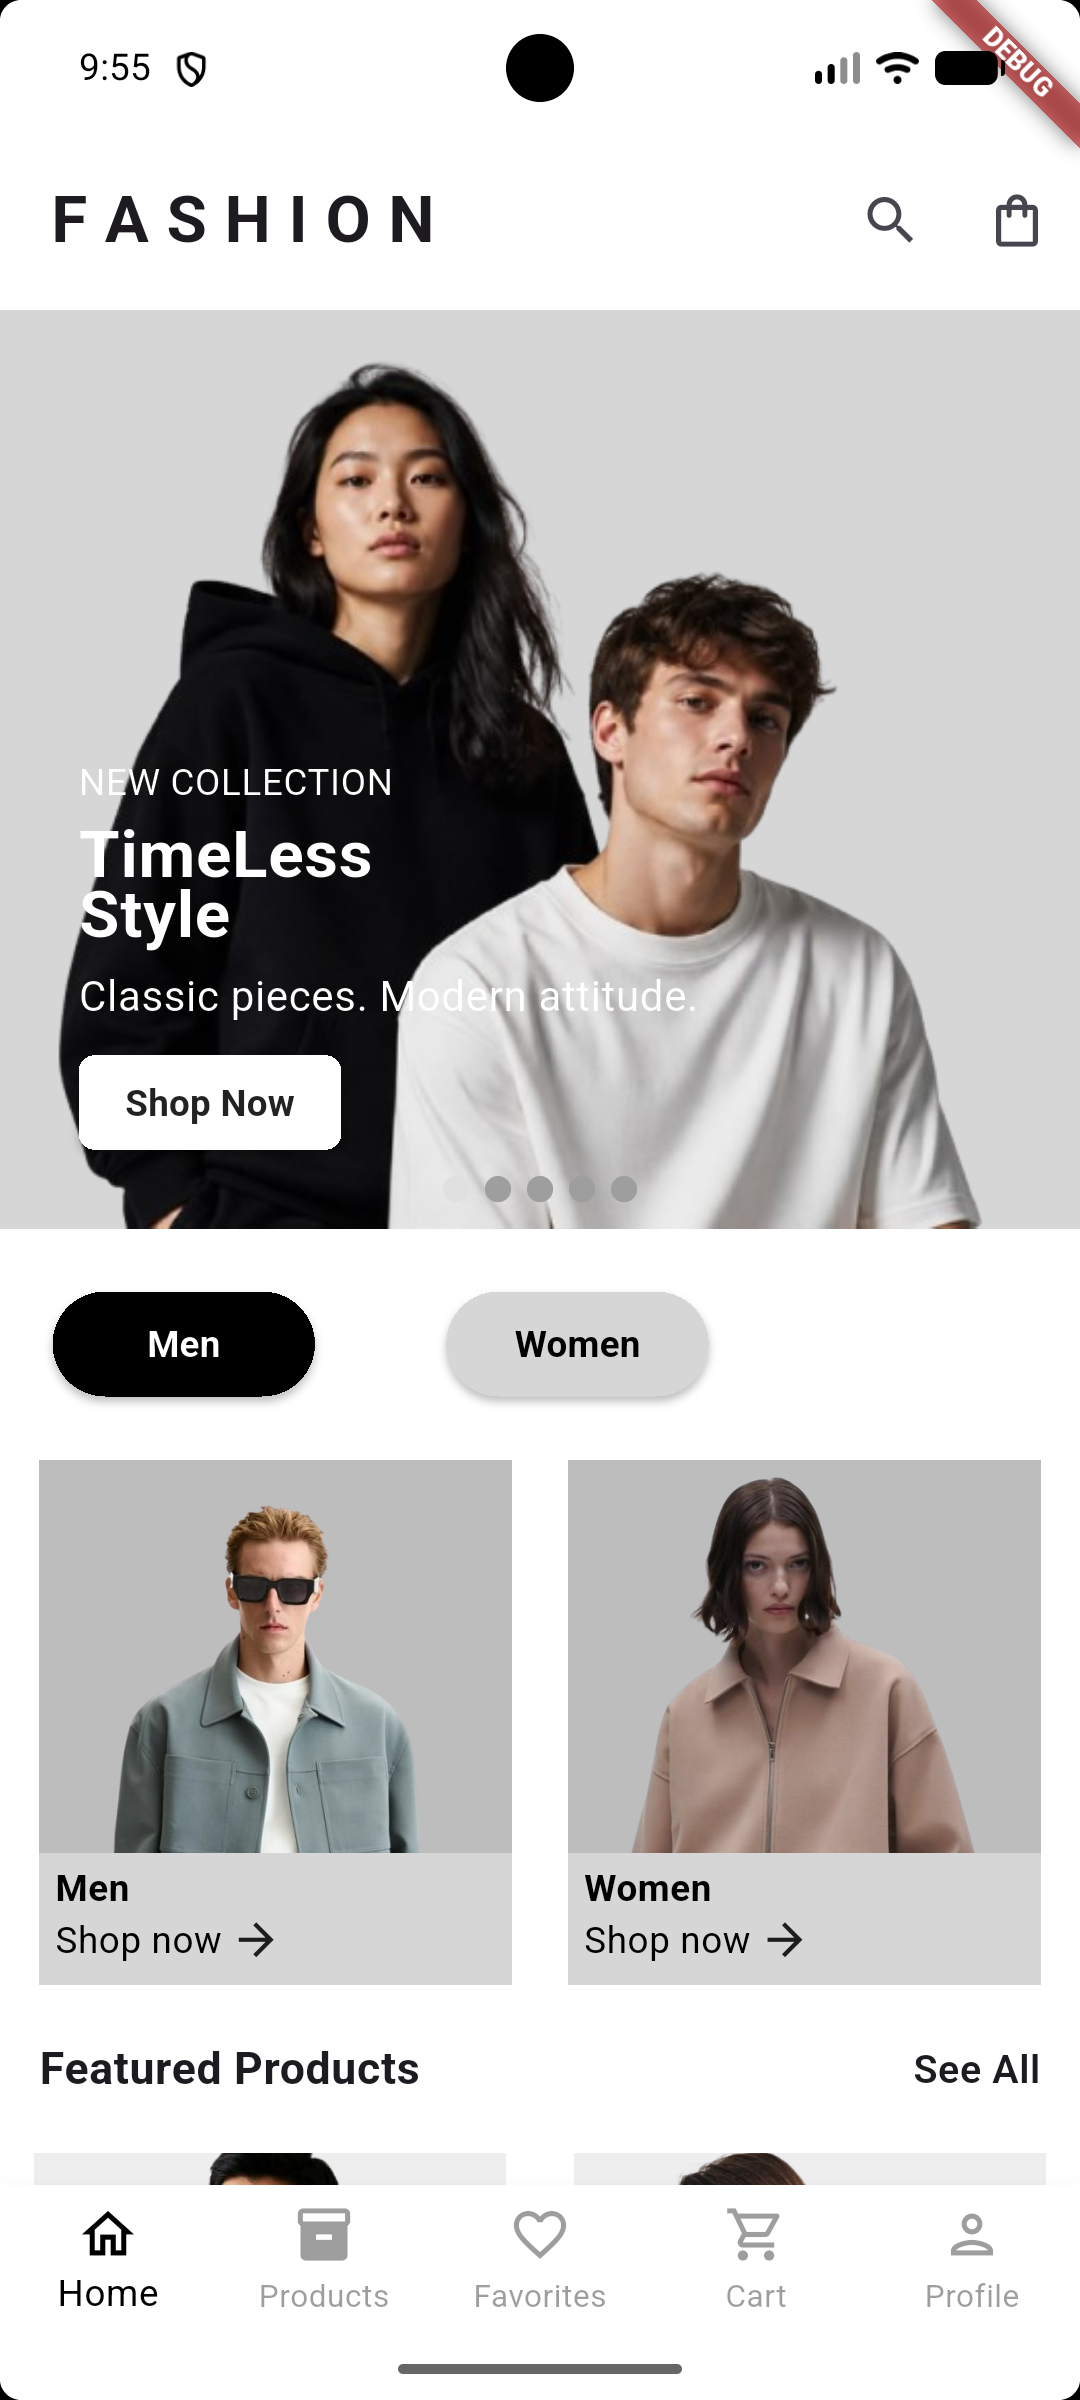 9:55
DEBUG
FASHION
NEW COLLECTION
TimeLess
Style
Classic pieces. Modern attitude.
Shop Now
Men
Women
Men
Shop now
Women
Shop now
Featured Products
See All
Home
Products
Favorites
Cart
Profile